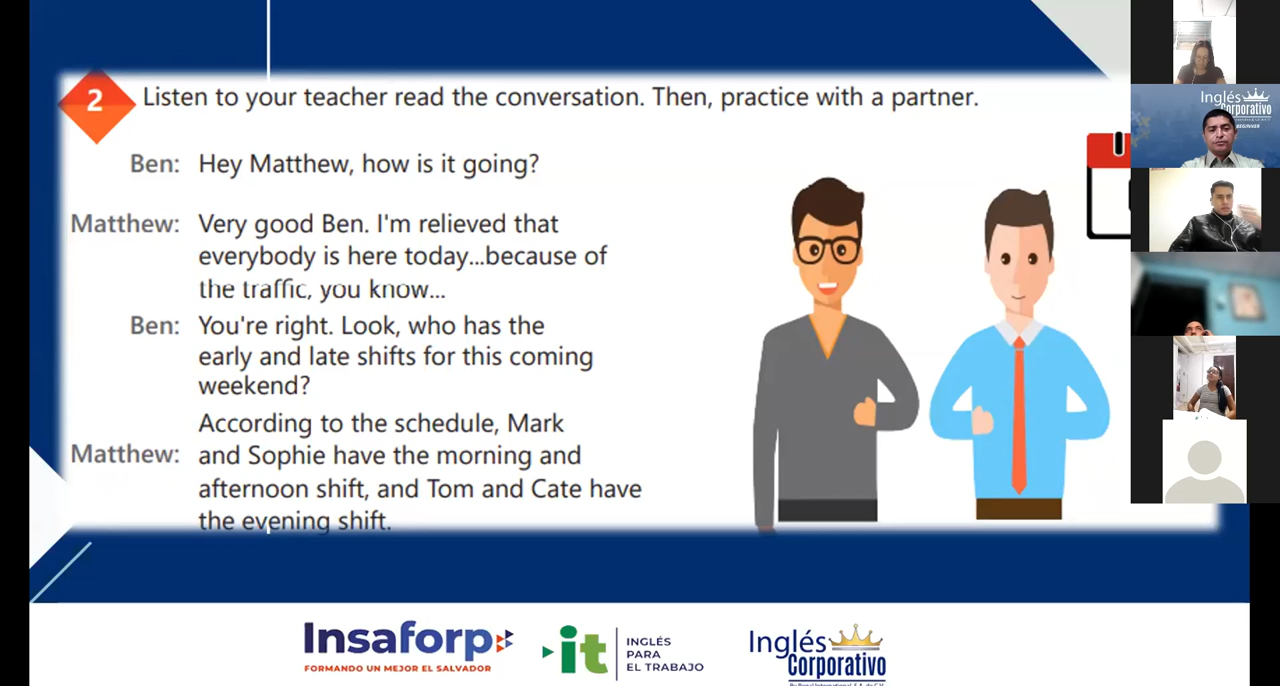 2
Listen to your teacher read the conversation. Then, practice with a partner.
Ben: Hey Matthew, how is it going?
Matthew: Very good Ben. I'm relieved that
everybody is here today...because of
the traffic, you know...
Ben: You're right. Look, who has the
early and late shifts for this coming
weekend?
According to the schedule, Mark
Matthew: and Sophie have the morning and
afternoon shift, and Tom and Cate have
the evening shift.
Inglés
Corporativo
BEGINNER
Insaforp
FORMANDO UN MEJOR EL SALVADOR
it
INGLÉS
PARA
EL TRABAJO
Inglés
Corporativo